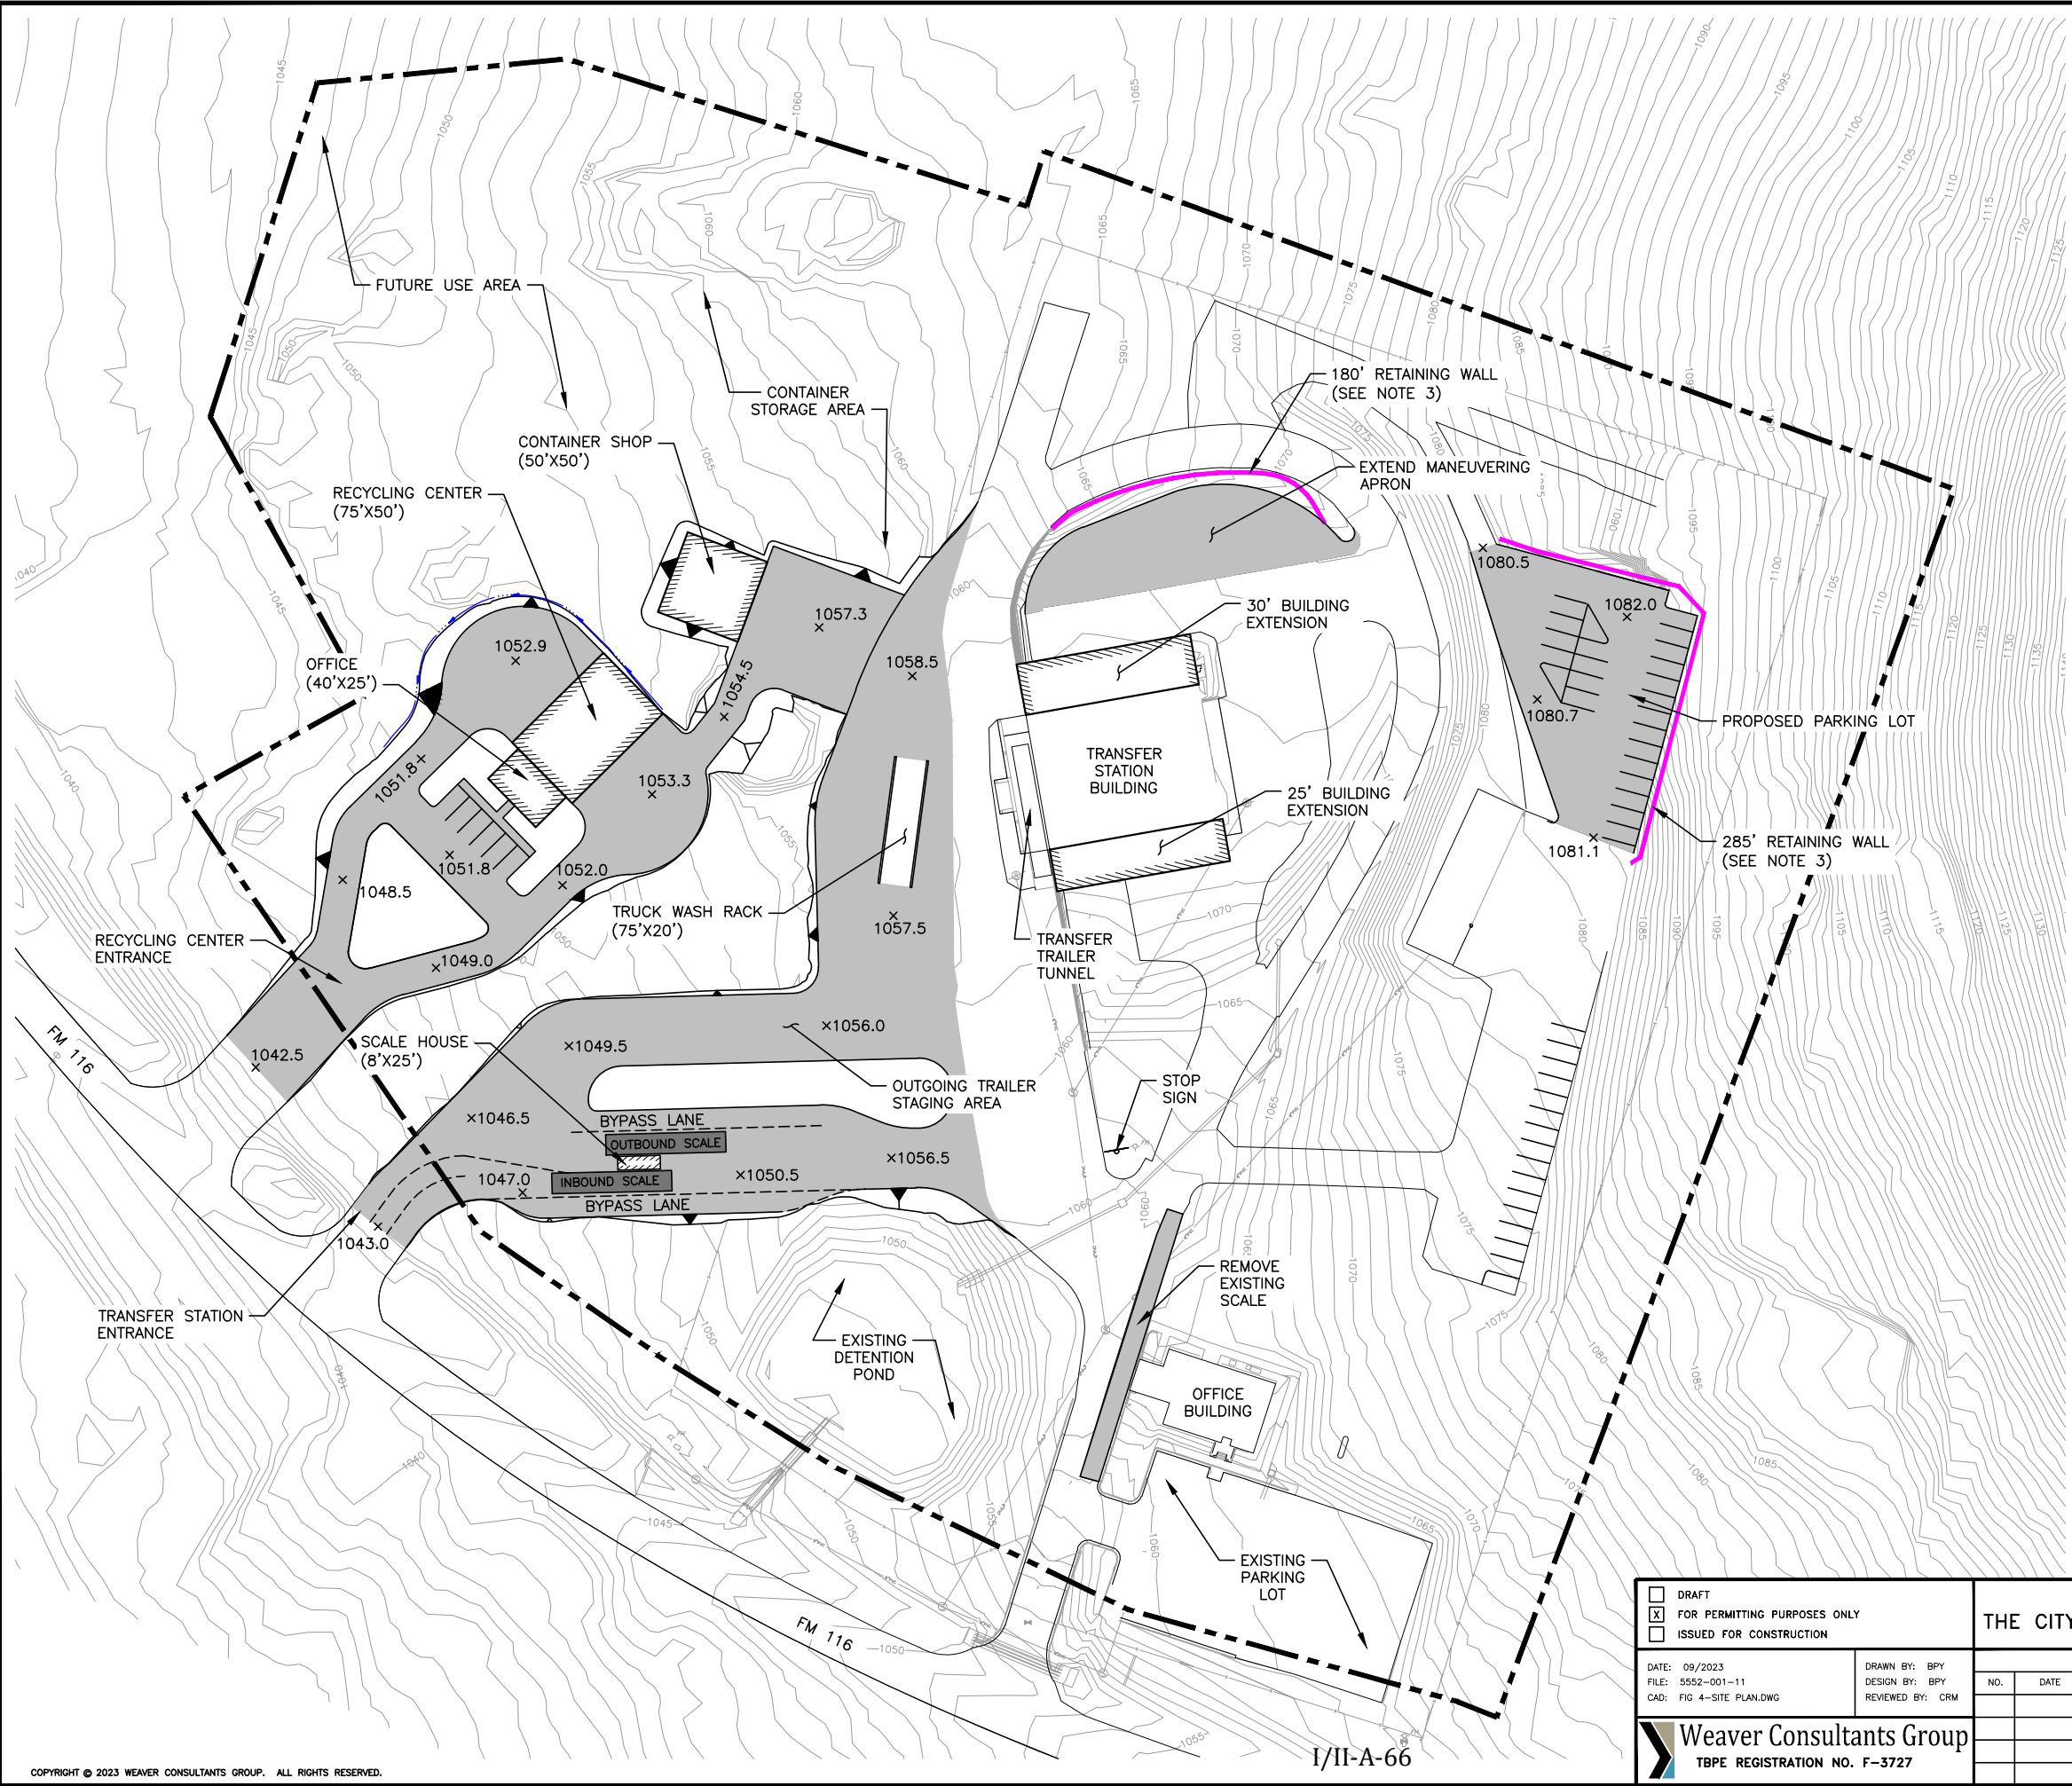 FUTURE USE AREA
CONTAINER
STORAGE AREA
CONTAINER SHOP
(50'X50')
RECYCLING CENTER
(75'X50')
OFFICE
(40'X25')
180' RETAINING WALL
(SEE NOTE 3)
EXTEND MANEUVERING
APRON
30' BUILDING
EXTENSION
TRANSFER
STATION
BUILDING
25' BUILDING
EXTENSION
PROPOSED PARKING LOT
285' RETAINING WALL
(SEE NOTE 3)
1080.5
1082.0
1080.7
1081.1
1057.3
1058.5
1054.5
1052.9
1053.3
1051.8
1051.8
1052.0
1048.5
1049.0
1057.5
TRUCK WASH RACK
(75'X20')
TRANSFER
TRAILER
TUNNEL
RECYCLING CENTER
ENTRANCE
FM 116
1042.5
SCALE HOUSE
(8'X25')
1049.5
1056.0
OUTGOING TRAILER
STAGING AREA
STOP
SIGN
1046.5
BYPASS LANE
OUTBOUND SCALE
INBOUND SCALE
BYPASS LANE
1047.0
1050.5
1056.5
1043.0
TRANSFER STATION
ENTRANCE
EXISTING
DETENTION
POND
REMOVE
EXISTING
SCALE
OFFICE
BUILDING
EXISTING
PARKING
LOT
FM 116
I/II-A-66
DRAFT
X FOR PERMITTING PURPOSES ONLY
ISSUED FOR CONSTRUCTION
THE CITY
DATE: 09/2023
FILE: 5552-001-11
CAD: FIG 4-SITE PLAN.DWG
DRAWN BY: BPY
DESIGN BY: BPY
REVIEWED BY: CRM
NO. DATE
Weaver Consultants Group
TBPE REGISTRATION NO. F-3727
COPYRIGHT © 2023 WEAVER CONSULTANTS GROUP. ALL RIGHTS RESERVED.